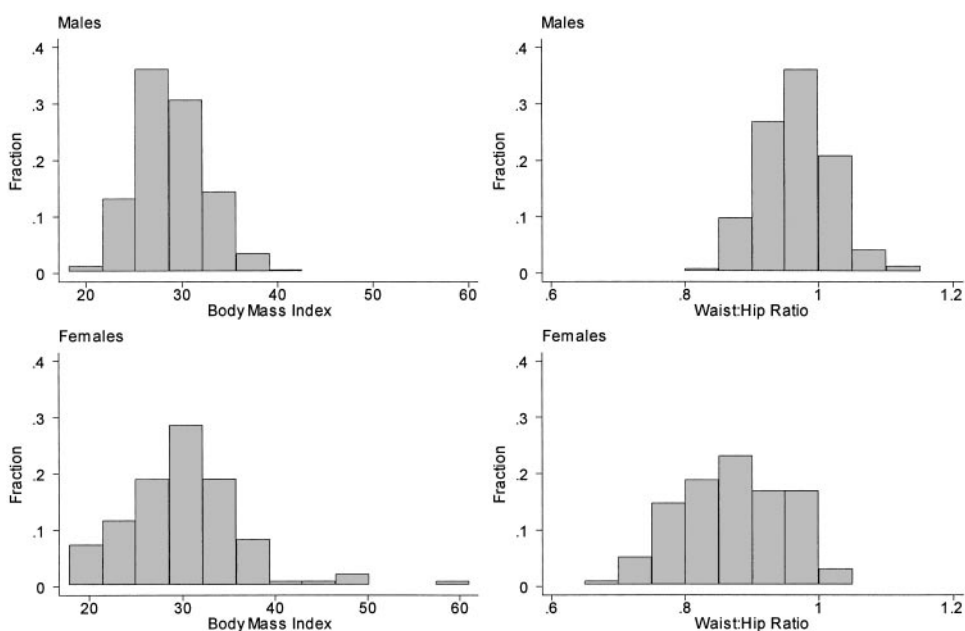 Males
.4
.3
.2
.1
0
Fraction
20 30 40 50 60
Body Mass Index
Males
.4
.3
.2
.1
0
Fraction
.6 .8 1 1.2
Waist:Hip Ratio
Females
.4
.3
.2
.1
0
Fraction
20 30 40 50 60
Body Mass Index
Females
.4
.3
.2
.1
0
Fraction
.6 .8 1 1.2
Waist:Hip Ratio